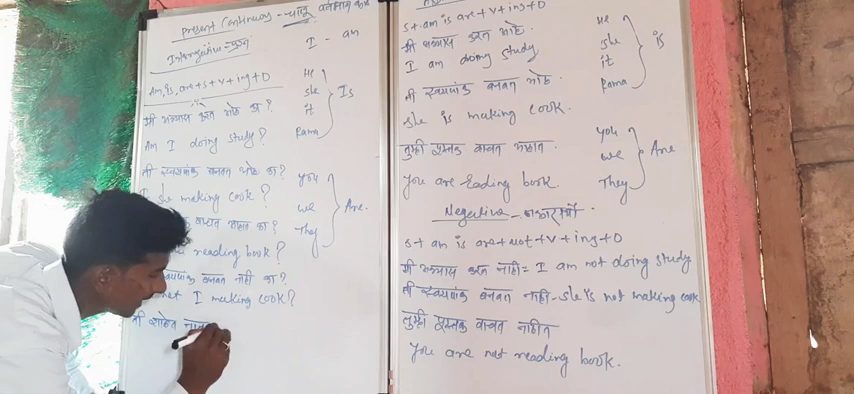 Present Continuous - चालू वर्तमान काळ
Interrogative - प्रश्न
I - am
Am, is, are + s + v + ing + O
He
she
it
Rama
Is
मी अभ्यास करत आहे का?
Am I doing study?
ती स्वयंपाक बनवत आहे का?
she making cook?
you
we
They
Are
वाचत आहात का?
reading book?
स्वयंपाक बनवत नाही का?
not I making cook?
मी शाळेत
s + am is are + v + ing + O
मी अभ्यास करत आहे.
I am doing study
ती स्वयंपाक बनवत आहे.
she is making cook.
तुम्ही पुस्तक वाचत आहात.
you are reading book.
He
she
it
Rama
is
you
we
They
Are
Negative - नकारार्थी
s + am is are + not + v + ing + O
मी अभ्यास करत नाही = I am not doing study
ती स्वयंपाक बनवत नाही - she is not making cook
तुम्ही पुस्तक वाचत नाहीत
you are not reading book.